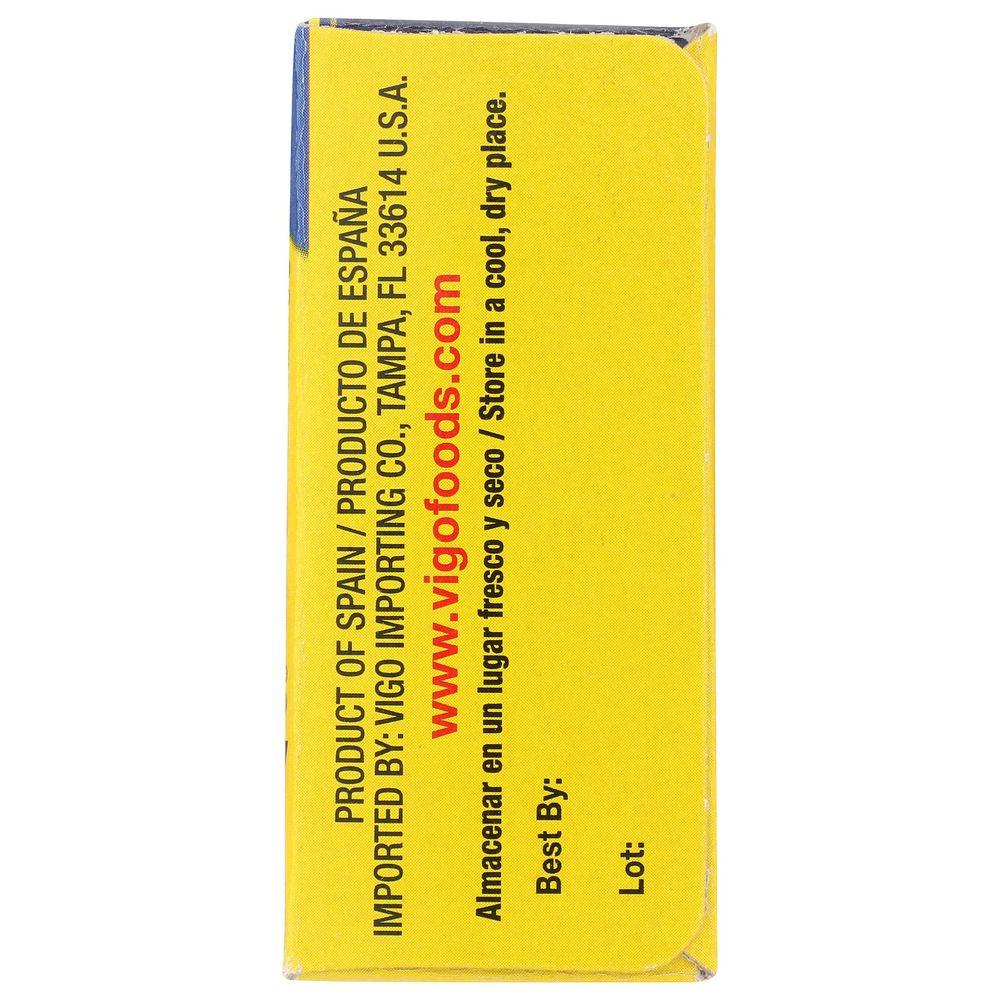 PRODUCT OF SPAIN / PRODUCTO DE ESPAÑA
IMPORTED BY: VIGO IMPORTING CO., TAMPA, FL 33614 U.S.A.
www.vigofoods.com
Almacenar en un lugar fresco y seco / Store in a cool, dry place.
Best By:
Lot: